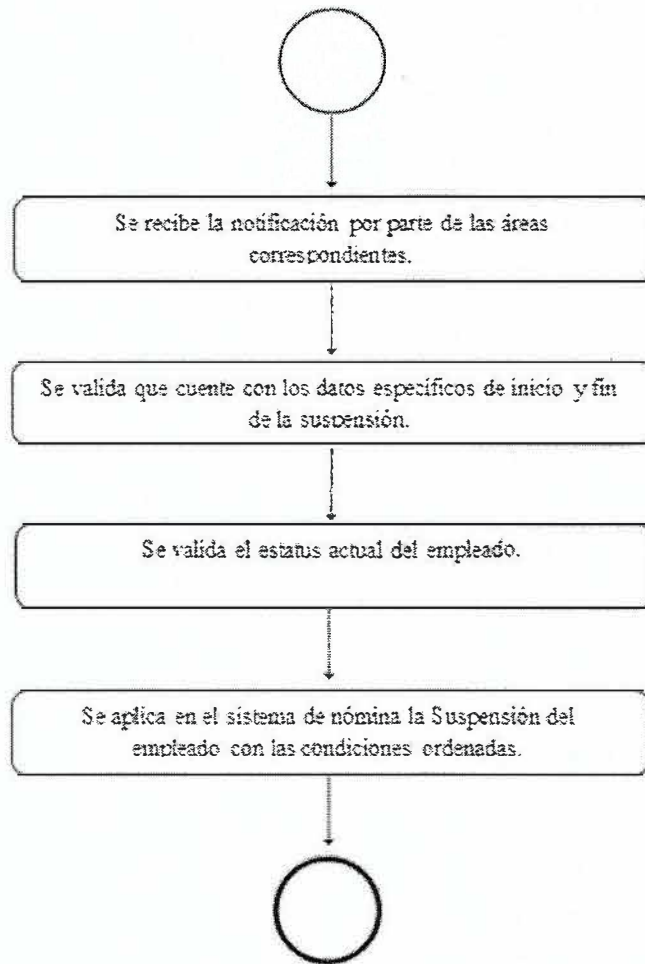 Se recibe la notificación por parte de las áreas
correspondientes.
Se valida que cuente con los datos específicos de inicio y fin
de la suspensión.
Se valida el estatus actual del empleado.
Se aplica en el sistema de nómina la Suspensión del
empleado con las condiciones ordenadas.